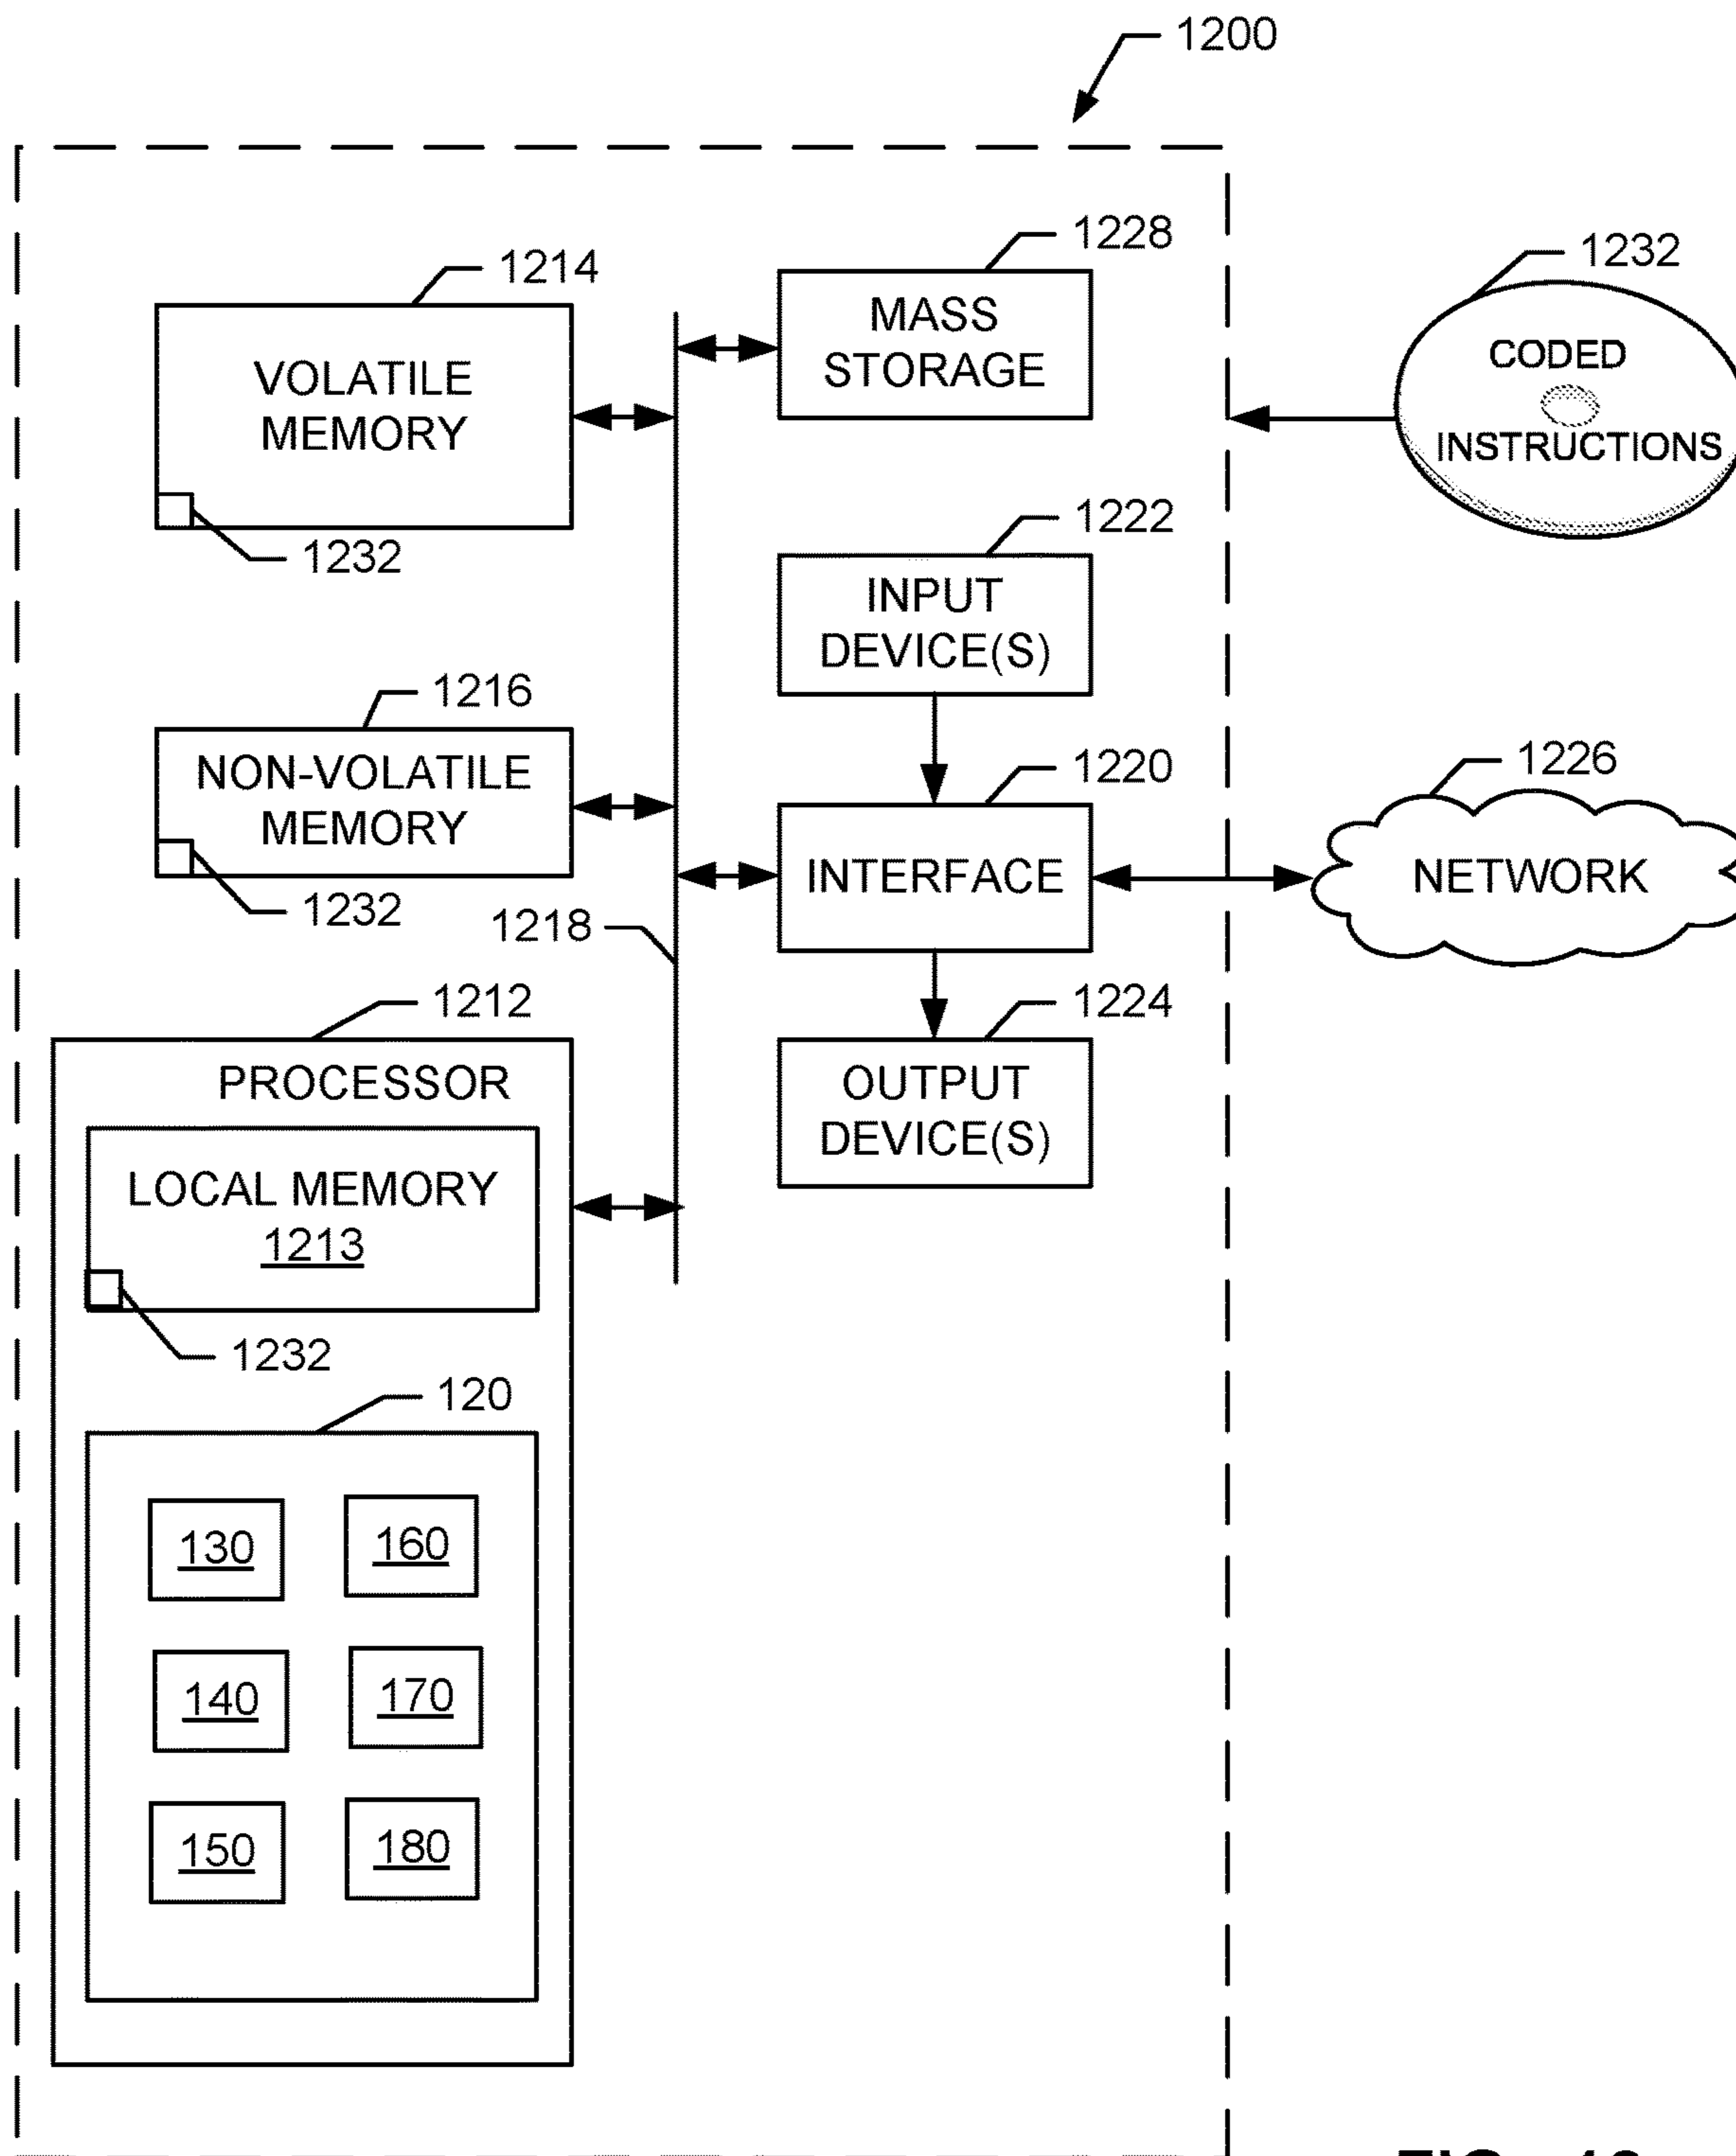 1200
1228
1214
1232
MASS
STORAGE
VOLATILE
MEMORY
CODED
INSTRUCTIONS
1232
1222
INPUT
DEVICE(S)
1216
1220
1226
NON-VOLATILE
MEMORY
INTERFACE
NETWORK
1232
1218
1212
1224
PROCESSOR
OUTPUT
DEVICE(S)
LOCAL MEMORY
1213
1232
120
130
160
140
170
150
180